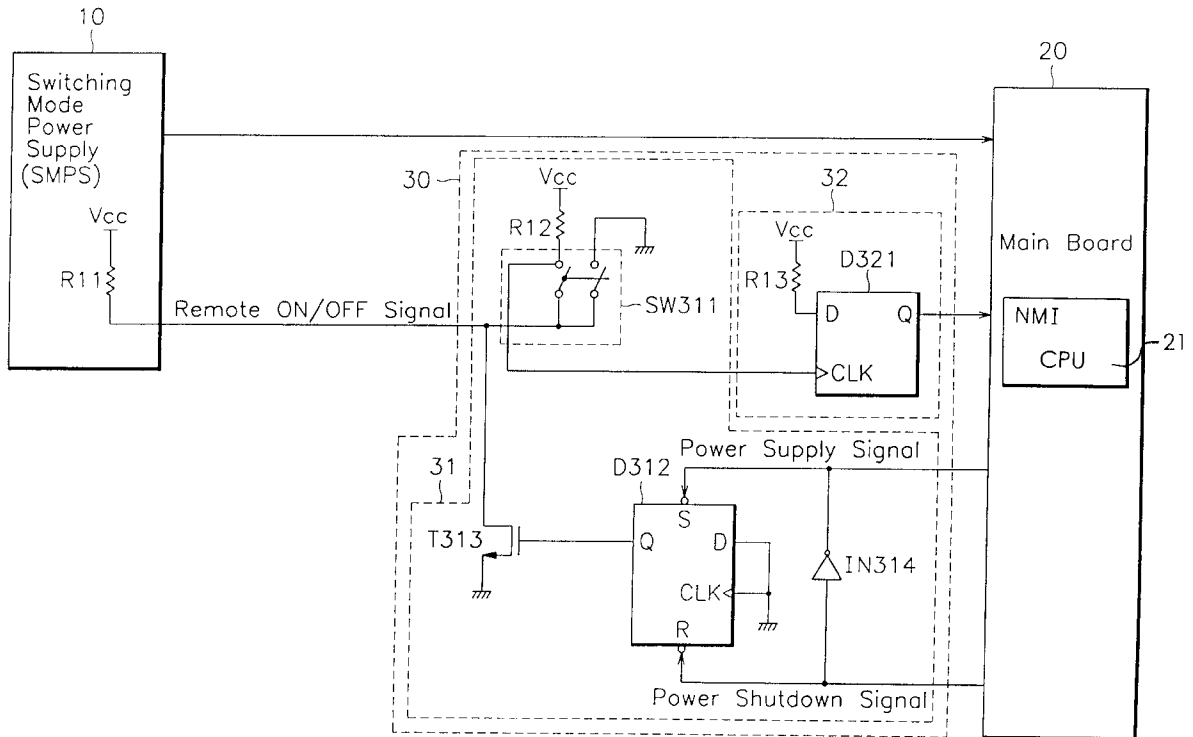 10
Switching
Mode
Power
Supply
(SMPS)
Vcc
R11
Remote ON/OFF Signal
20
Main Board
NMI
CPU
21
30
Vcc
R12
SW311
32
Vcc
R13
D321
D
Q
CLK
31
Power Supply Signal
D312
S
Q
D
CLK
R
T313
IN314
Power Shutdown Signal